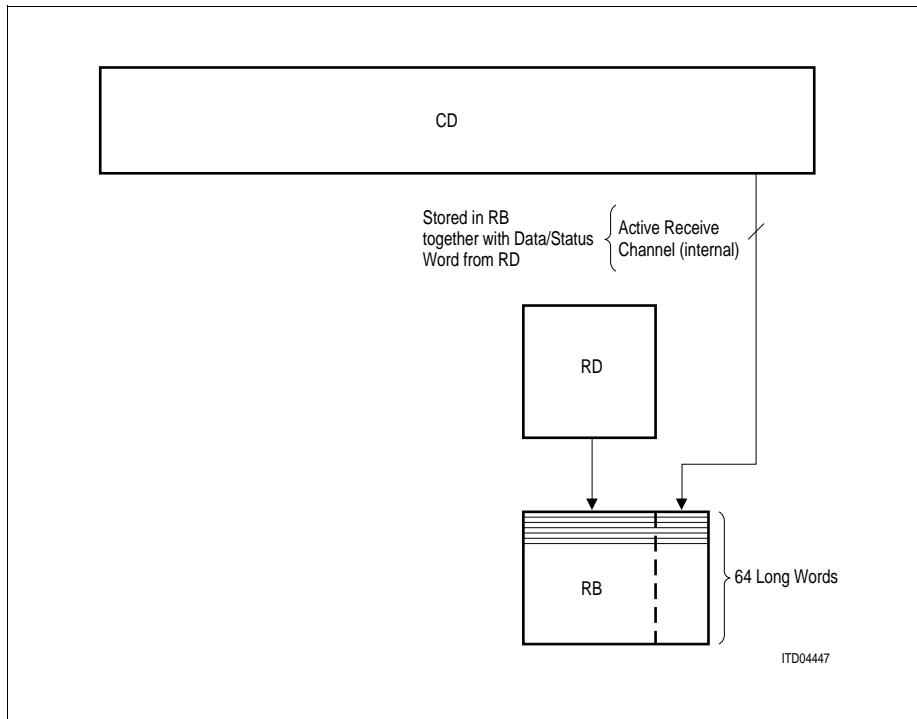 CD
Stored in RB
together with Data/Status
Word from RD
Active Receive
Channel (internal)
RD
RB
64 Long Words
ITD04447